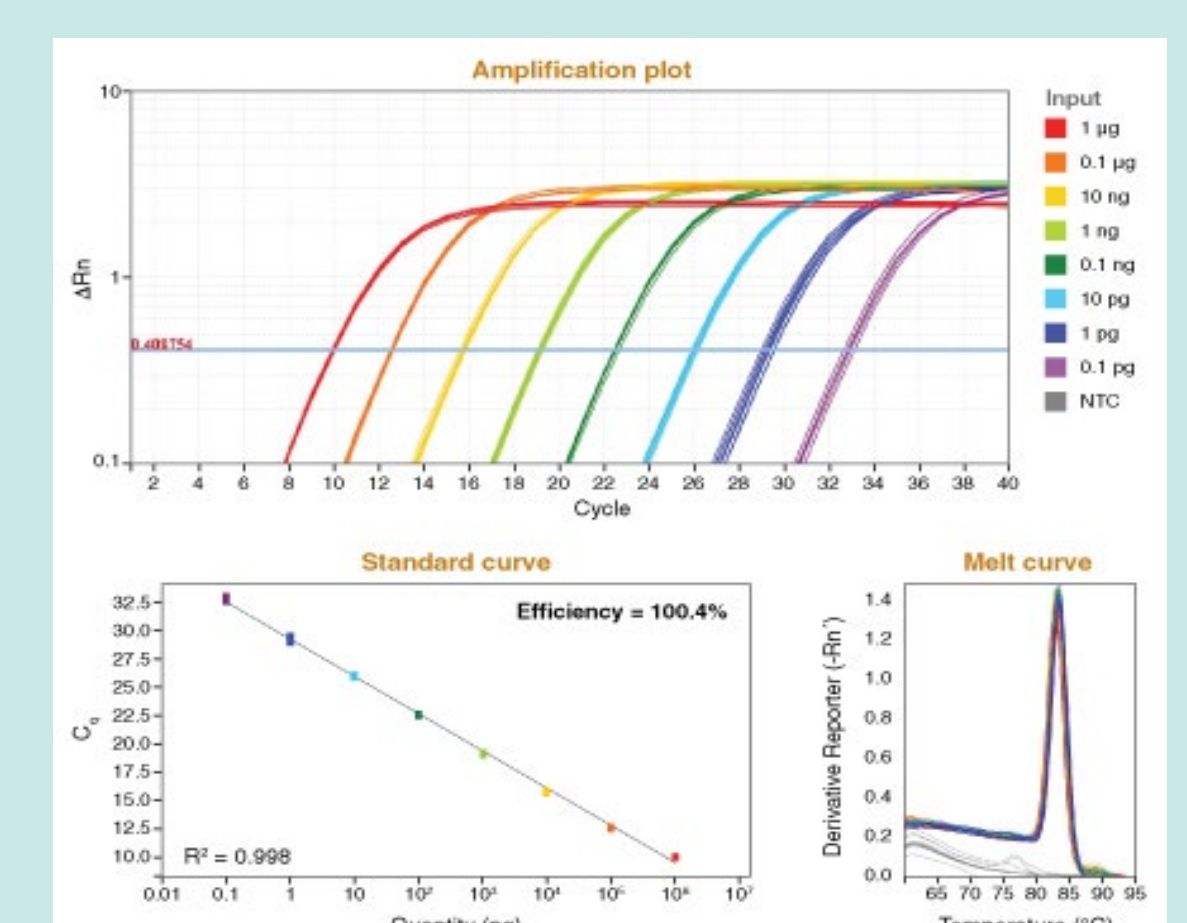 Amplification plot
10
1
0.1
ΔRn
0.408754
2 4 6 8 10 12 14 16 18 20 22 24 26 28 30 32 34 36 38 40
Cycle
Input
1 µg
0.1 µg
10 ng
1 ng
0.1 ng
10 pg
1 pg
0.1 pg
NTC
Standard curve
Efficiency = 100.4%
32.5
30.0
27.5
25.0
22.5
20.0
17.5
15.0
12.5
10.0
Cq
R² = 0.998
0.01 0.1 1 10 10² 10³ 10⁴ 10⁵ 10⁶ 10⁷
Quantity (pg)
Melt curve
1.4
1.2
1.0
0.8
0.6
0.4
0.2
0.0
Derivative Reporter (-Rn´)
65 70 75 80 85 90 95
Temperature (°C)